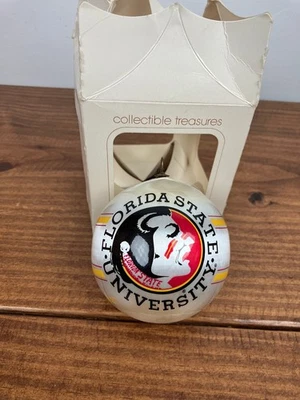 collectible treasures
FLORIDA STATE
UNIVERSITY
FLORIDA STATE